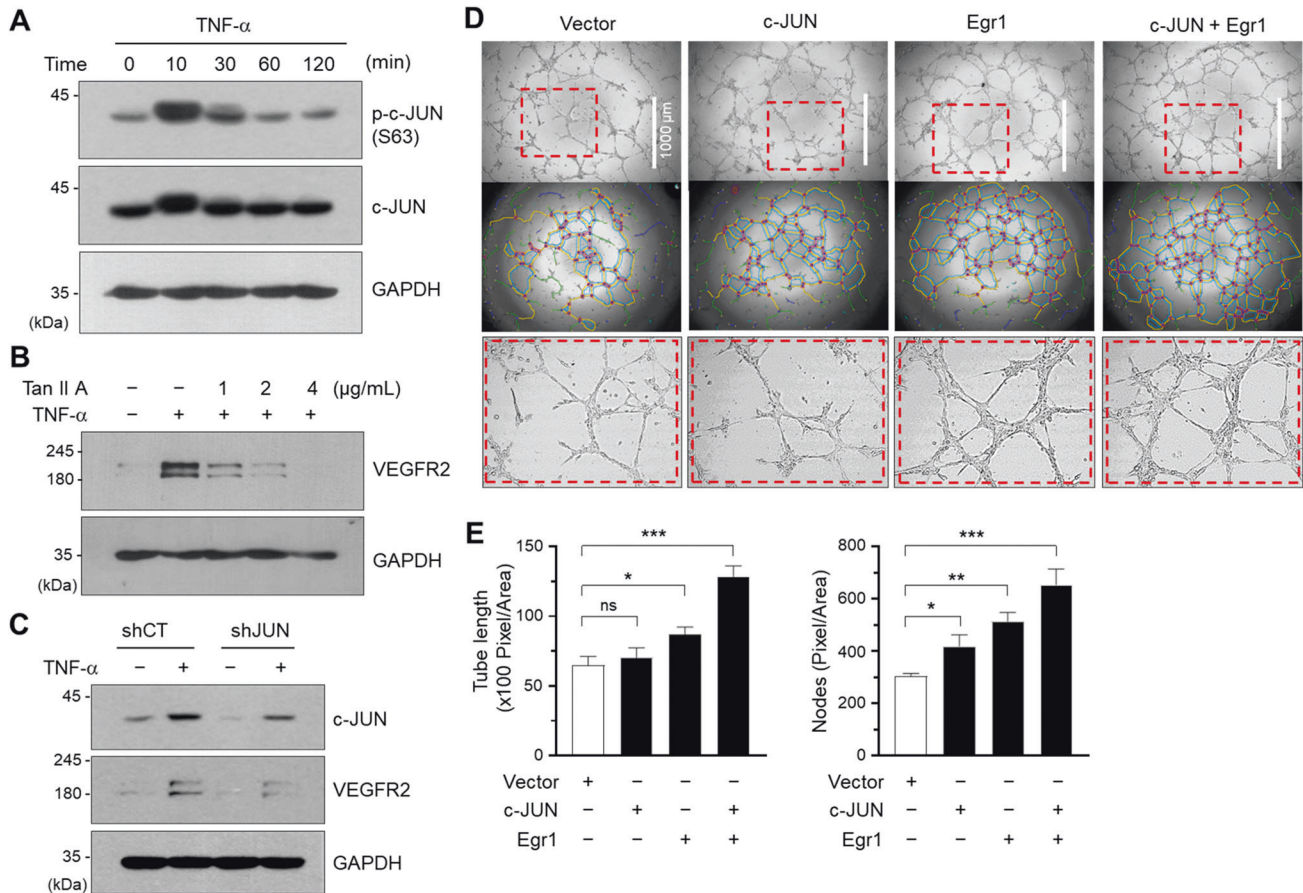 A
TNF-α
Time 0 10 30 60 120 (min)
45 -
p-c-JUN
(S63)
45 -
c-JUN
35 -
GAPDH
(kDa)
B
Tan II A – – 1 2 4 (µg/mL)
TNF-α – + + + +
245 -
180 -
VEGFR2
35 -
GAPDH
(kDa)
C
shCT shJUN
TNF-α – + – +
45 -
c-JUN
245 -
180 -
VEGFR2
35 -
GAPDH
(kDa)
D
Vector c-JUN Egr1 c-JUN + Egr1
1000 µm
E
Tube length
(x100 Pixel/Area)
150
100
50
0
ns
*
***
Vector + – – –
c-JUN – + – +
Egr1 – – + +
Nodes (Pixel/Area)
800
600
400
200
0
*
**
***
Vector + – – –
c-JUN – + – +
Egr1 – – + +